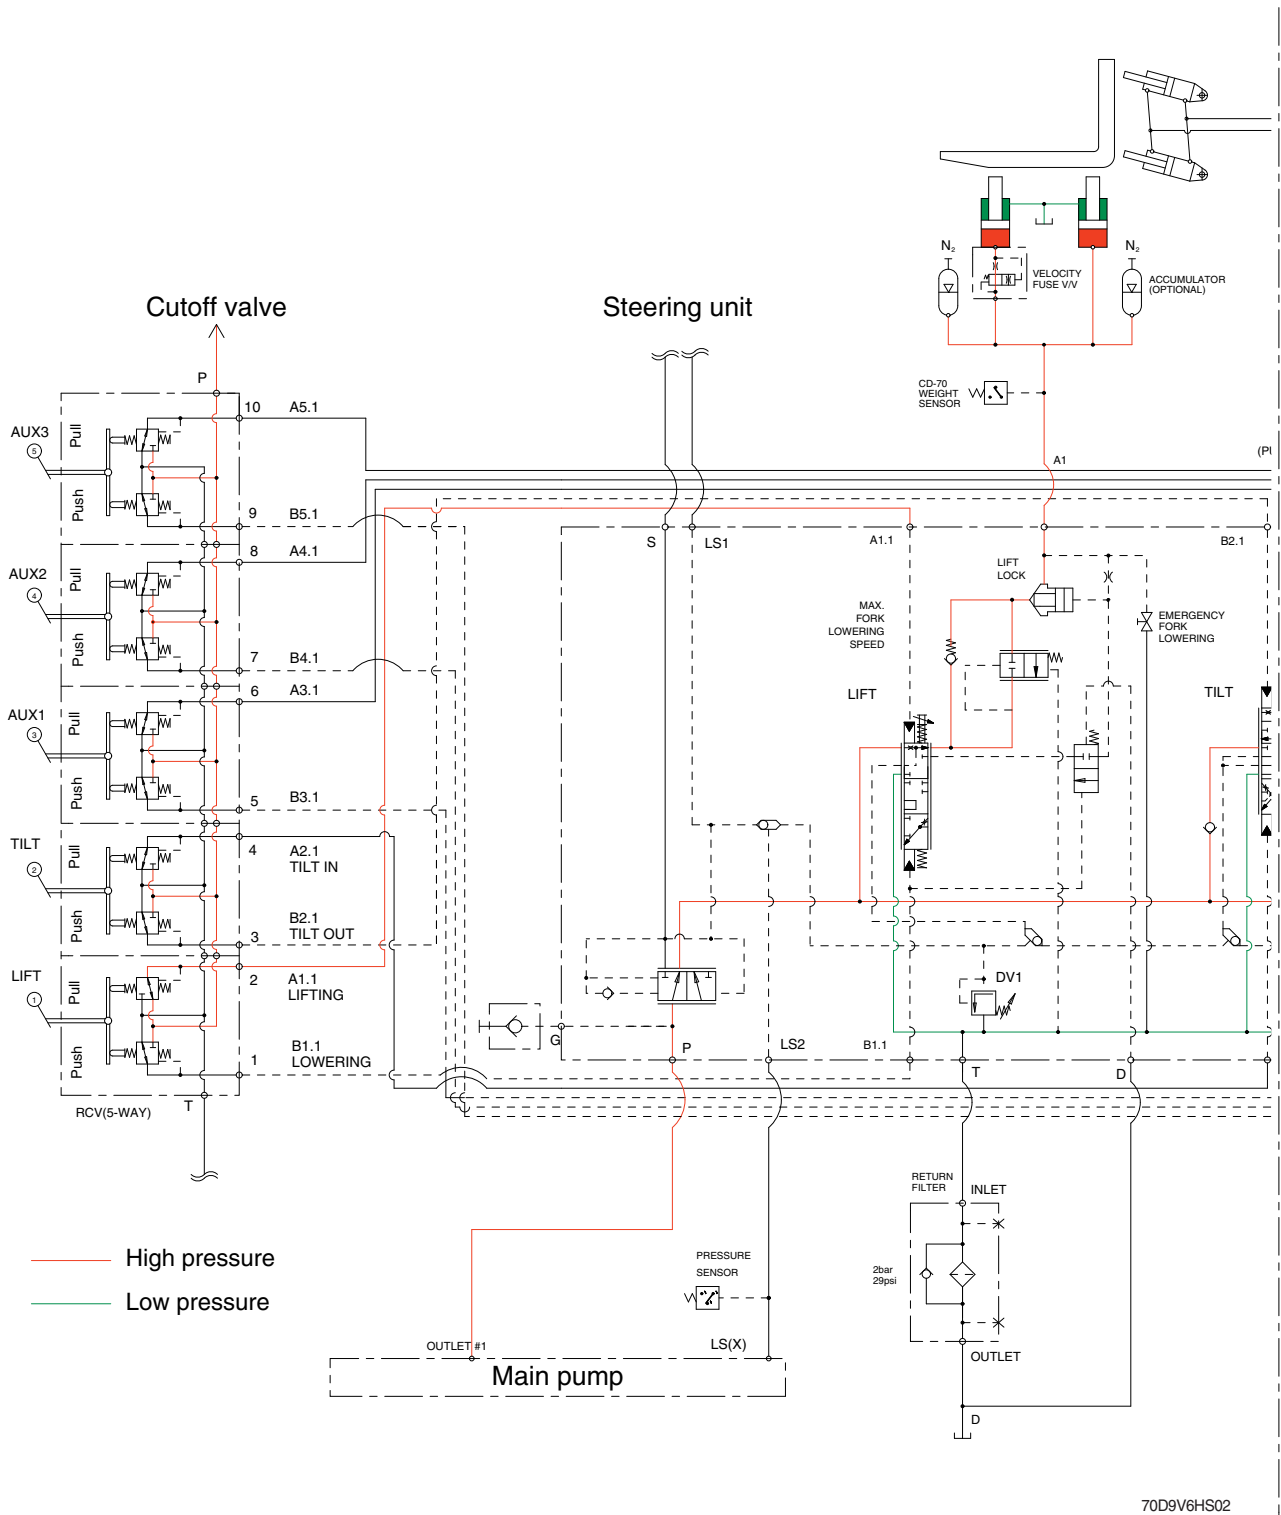 N₂
N₂
VELOCITY
FUSE V/V
ACCUMULATOR
(OPTIONAL)
Cutoff valve
Steering unit
CD-70
WEIGHT
SENSOR
P
10
A5.1
AUX3
5
Pull
Push
9
B5.1
A1
8
A4.1
AUX2
4
Pull
Push
7
B4.1
6
A3.1
AUX1
3
Pull
Push
5
B3.1
TILT
2
Pull
Push
4
A2.1
TILT IN
B2.1
TILT OUT
3
LIFT
1
Pull
Push
2
A1.1
LIFTING
B1.1
LOWERING
1
T
RCV(5-WAY)
S
LS1
A1.1
B2.1
LIFT
LOCK
MAX.
FORK
LOWERING
SPEED
EMERGENCY
FORK
LOWERING
LIFT
TILT
DV1
G
P
LS2
B1.1
T
D
RETURN
FILTER
INLET
2bar
29psi
OUTLET
D
High pressure
Low pressure
PRESSURE
SENSOR
OUTLET #1
LS(X)
Main pump
70D9V6HS02